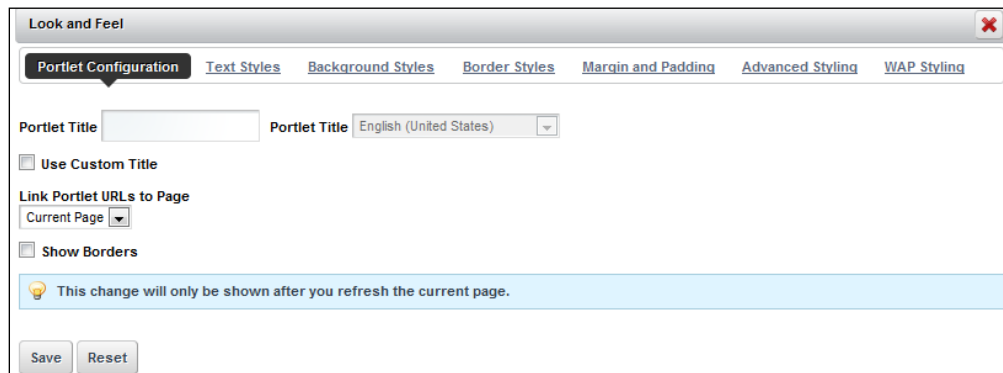 Look and Feel
Portlet Configuration Text Styles Background Styles Border Styles Margin and Padding Advanced Styling WAP Styling
Portlet Title Portlet Title English (United States)
Use Custom Title
Link Portlet URLs to Page
Current Page
Show Borders
This change will only be shown after you refresh the current page.
Save Reset